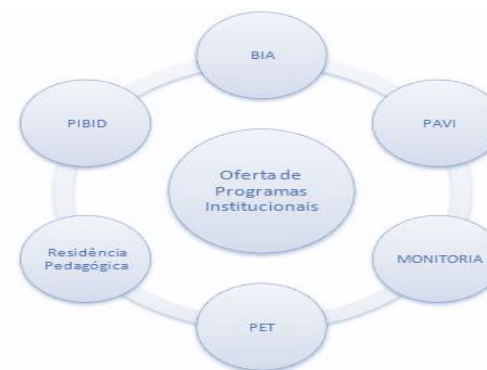 BIA
PIBID
PAVI
Oferta de
Programas
Institucionais
Residência
Pedagógica
MONITORIA
PET